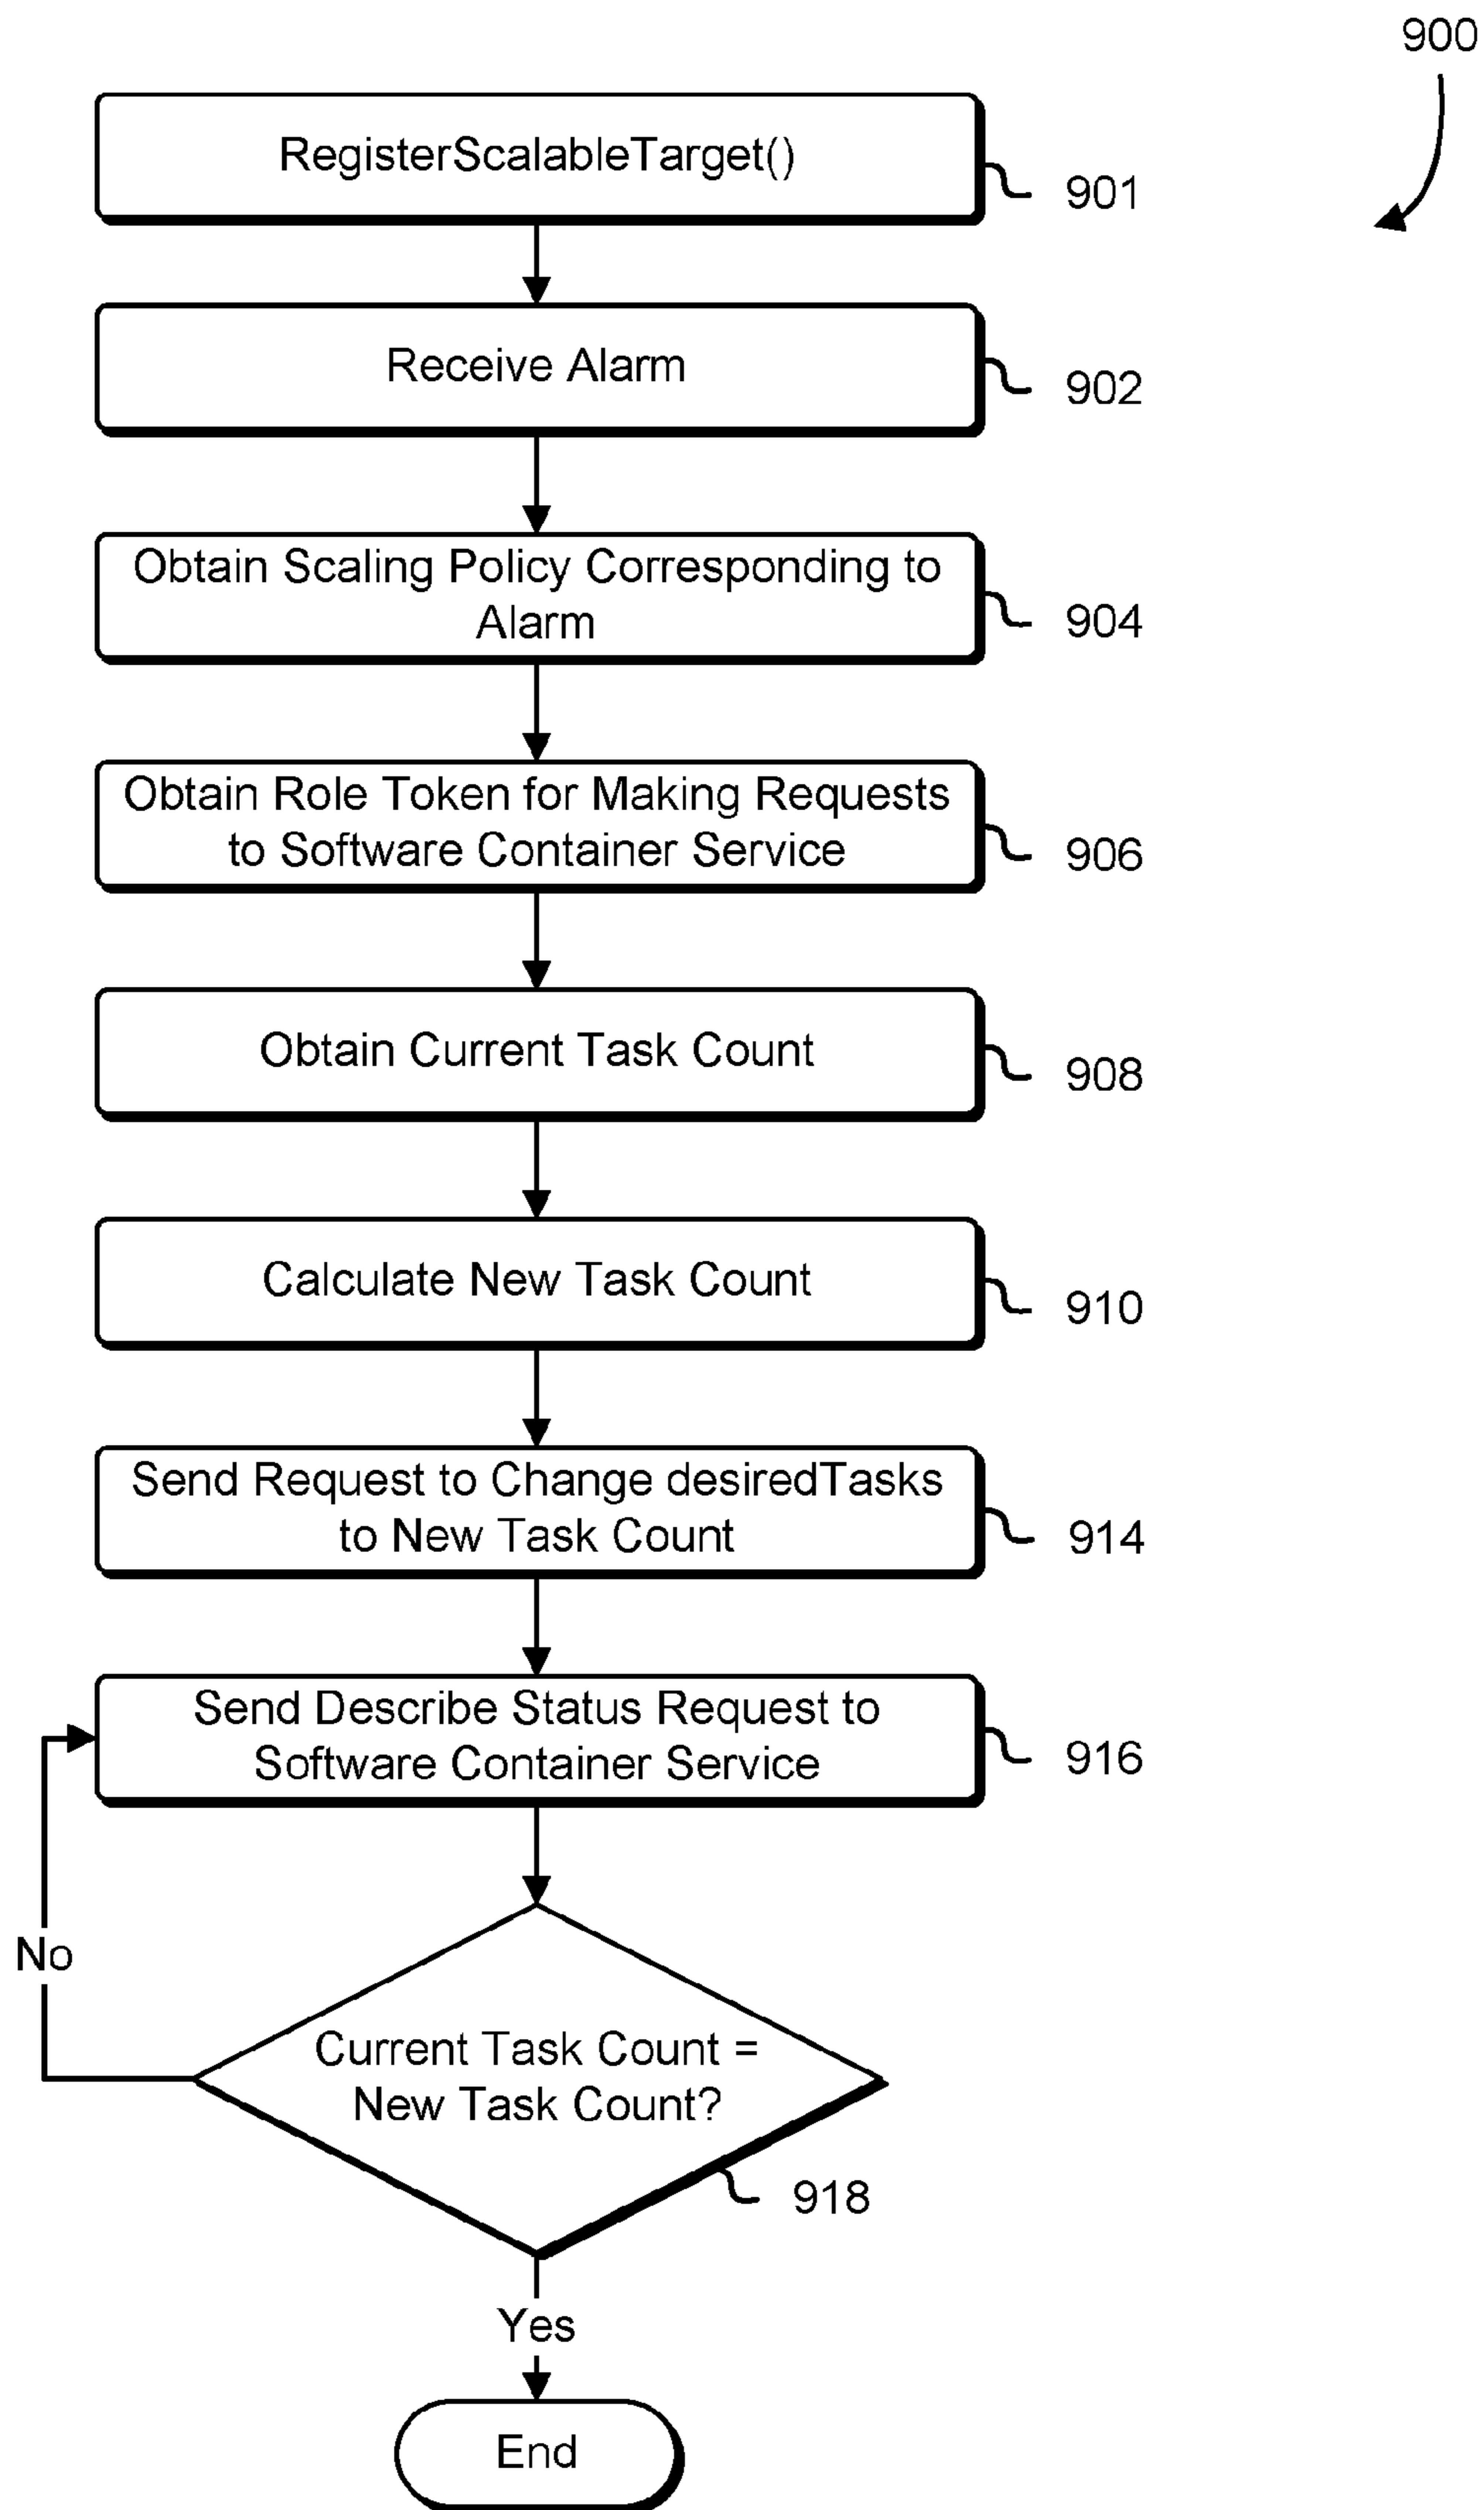 900
RegisterScalableTarget()
901
Receive Alarm
902
Obtain Scaling Policy Corresponding to
Alarm
904
Obtain Role Token for Making Requests
to Software Container Service
906
Obtain Current Task Count
908
Calculate New Task Count
910
Send Request to Change desiredTasks
to New Task Count
914
Send Describe Status Request to
Software Container Service
916
No
Current Task Count =
New Task Count?
918
Yes
End